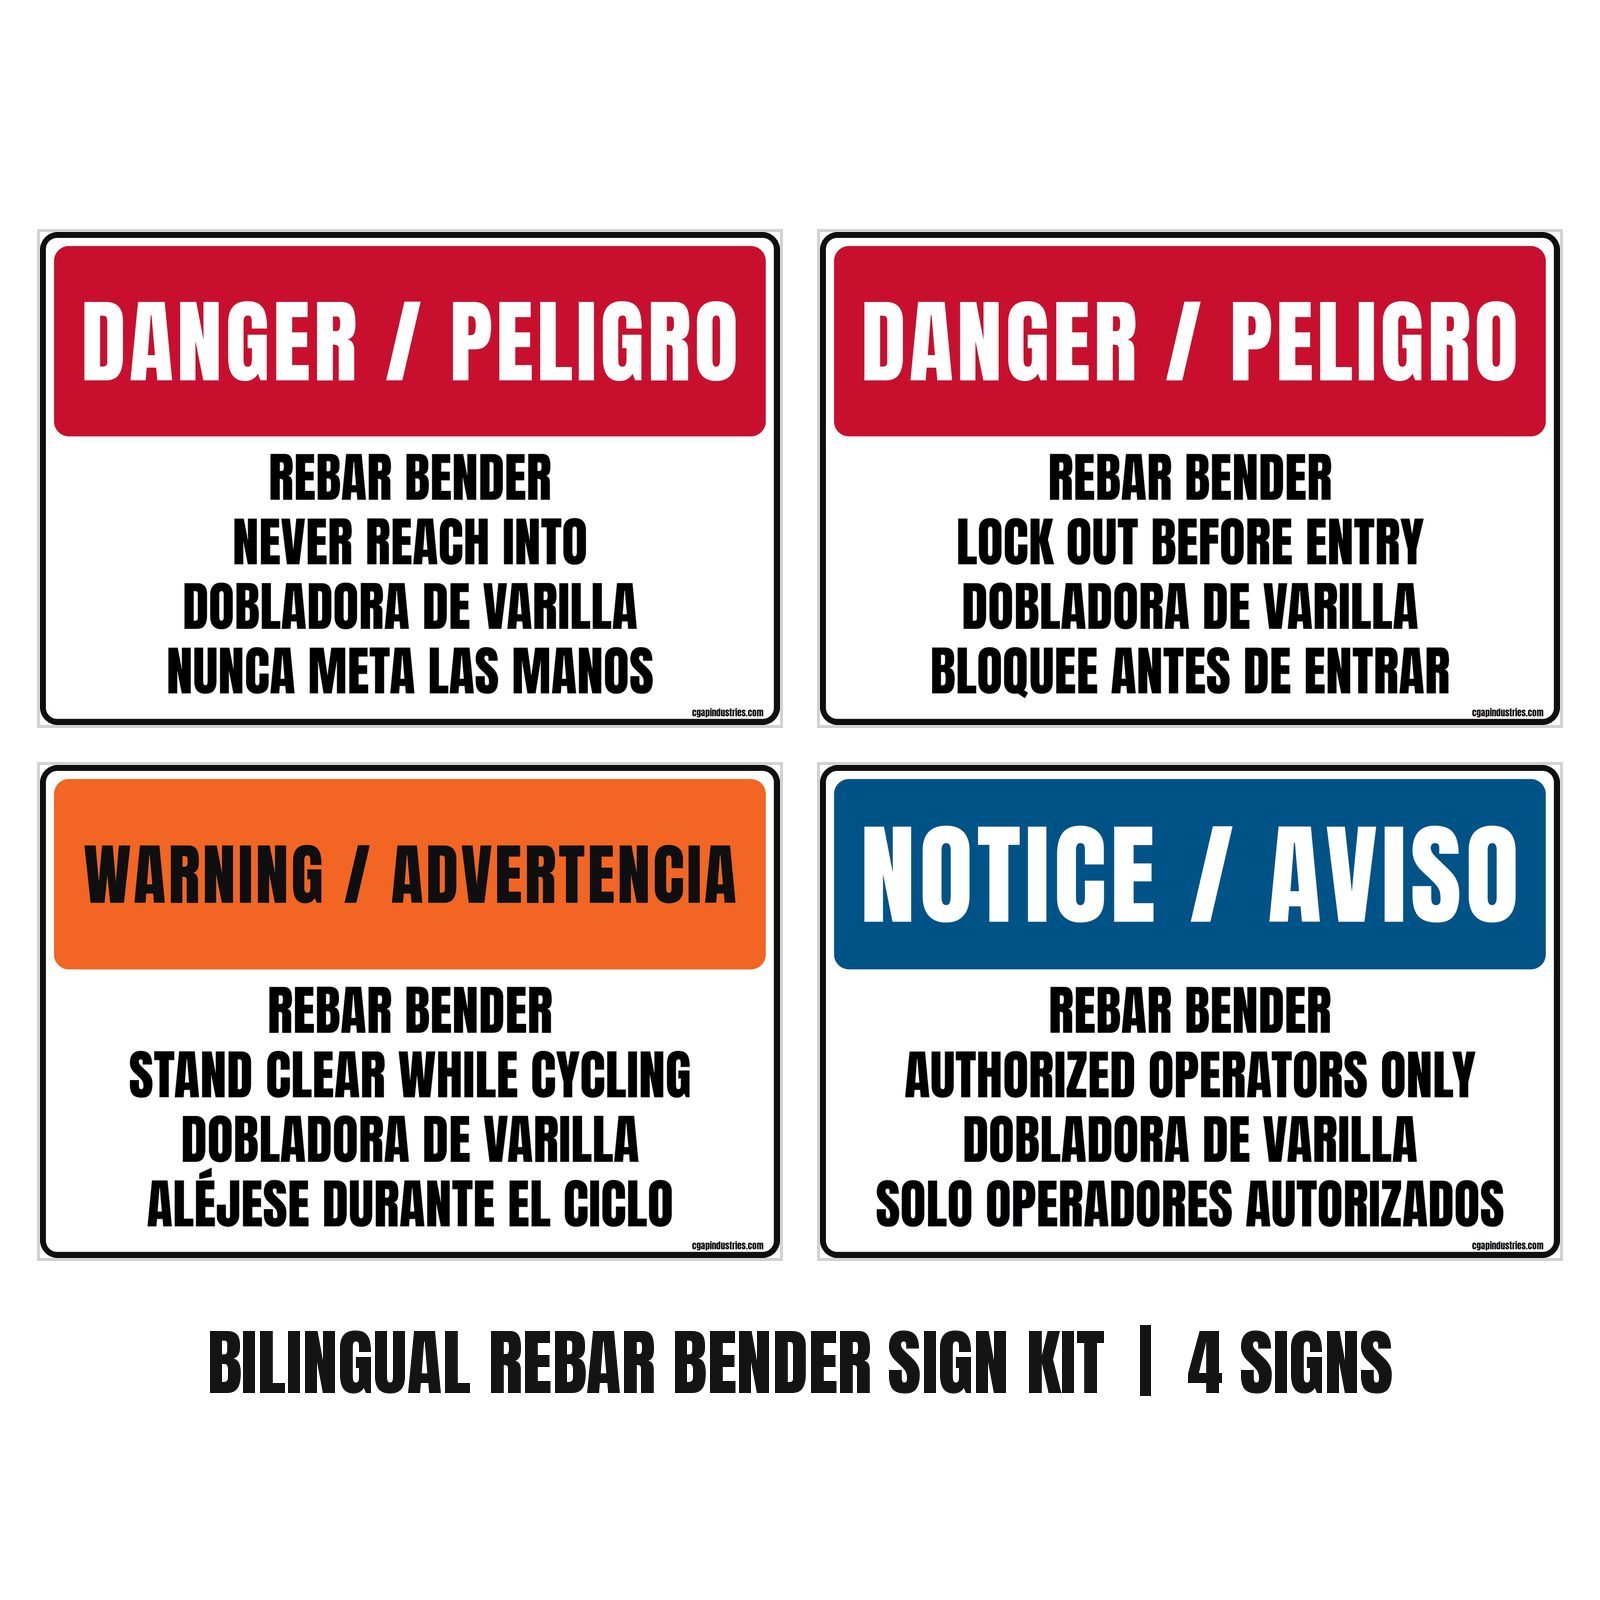 DANGER / PELIGRO
REBAR BENDER
NEVER REACH INTO
DOBLADORA DE VARILLA
NUNCA META LAS MANOS
cgapindustries.com
DANGER / PELIGRO
REBAR BENDER
LOCK OUT BEFORE ENTRY
DOBLADORA DE VARILLA
BLOQUEE ANTES DE ENTRAR
cgapindustries.com
WARNING / ADVERTENCIA
REBAR BENDER
STAND CLEAR WHILE CYCLING
DOBLADORA DE VARILLA
ALÉJESE DURANTE EL CICLO
cgapindustries.com
NOTICE / AVISO
REBAR BENDER
AUTHORIZED OPERATORS ONLY
DOBLADORA DE VARILLA
SOLO OPERADORES AUTORIZADOS
cgapindustries.com
BILINGUAL REBAR BENDER SIGN KIT | 4 SIGNS